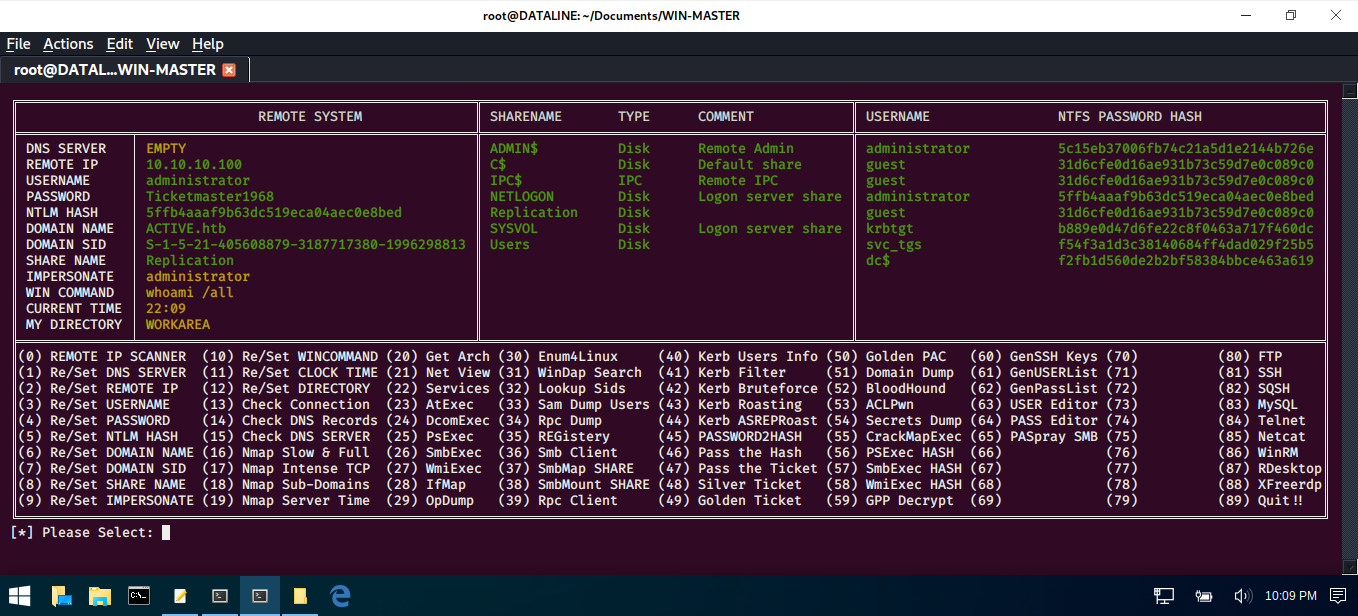 root@DATALINE: ~/Documents/WIN-MASTER
File Actions Edit View Help
root@DATAL...WIN-MASTER
REMOTE SYSTEM SHARENAME TYPE COMMENT USERNAME NTFS PASSWORD HASH
DNS SERVER EMPTY ADMIN$ Disk Remote Admin administrator 5c15eb37006fb74c21a5d1e2144b726e
REMOTE IP 10.10.10.100 C$ Disk Default share guest 31d6cfe0d16ae931b73c59d7e0c089c0
USERNAME administrator IPC$ IPC Remote IPC guest 31d6cfe0d16ae931b73c59d7e0c089c0
PASSWORD Ticketmaster1968 NETLOGON Disk Logon server share administrator 5ffb4aaaf9b63dc519eca04aec0e8bed
NTLM HASH 5ffb4aaaf9b63dc519eca04aec0e8bed Replication Disk guest 31d6cfe0d16ae931b73c59d7e0c089c0
DOMAIN NAME ACTIVE.htb SYSVOL Disk Logon server share krbtgt b889e0d47d6fe22c8f0463a717f460dc
DOMAIN SID S-1-5-21-405608879-3187717380-1996298813 Users Disk svc_tgs f54f3a1d3c38140684ff4dad029f25b5
SHARE NAME Replication dc$ f2fb1d560de2b2bf58384bbce463a619
IMPERSONATE administrator
WIN COMMAND whoami /all
CURRENT TIME 22:09
MY DIRECTORY WORKAREA
(0) REMOTE IP SCANNER (10) Re/Set WINCOMMAND (20) Get Arch (30) Enum4Linux (40) Kerb Users Info (50) Golden PAC (60) GenSSH Keys (70) (80) FTP
(1) Re/Set DNS SERVER (11) Re/Set CLOCK TIME (21) Net View (31) WinDap Search (41) Kerb Filter (51) Domain Dump (61) GenUSERList (71) (81) SSH
(2) Re/Set REMOTE IP (12) Re/Set DIRECTORY (22) Services (32) Lookup Sids (42) Kerb Bruteforce (52) BloodHound (62) GenPassList (72) (82) SQSH
(3) Re/Set USERNAME (13) Check Connection (23) AtExec (33) Sam Dump Users (43) Kerb Roasting (53) ACLPwn (63) USER Editor (73) (83) MySQL
(4) Re/Set PASSWORD (14) Check DNS Records (24) DcomExec (34) Rpc Dump (44) Kerb ASREPRoast (54) Secrets Dump (64) PASS Editor (74) (84) Telnet
(5) Re/Set NTLM HASH (15) Check DNS SERVER (25) PsExec (35) REGistery (45) PASSWORD2HASH (55) CrackMapExec (65) PASpray SMB (75) (85) Netcat
(6) Re/Set DOMAIN NAME (16) Nmap Slow & Full (26) SmbExec (36) Smb Client (46) Pass the Hash (56) PSExec HASH (66) (76) (86) WinRM
(7) Re/Set DOMAIN SID (17) Nmap Intense TCP (27) WmiExec (37) SmbMap SHARE (47) Pass the Ticket (57) SmbExec HASH (67) (77) (87) RDesktop
(8) Re/Set SHARE NAME (18) Nmap Sub-Domains (28) IfMap (38) SmbMount SHARE (48) Silver Ticket (58) WmiExec HASH (68) (78) (88) XFreerdp
(9) Re/Set IMPERSONATE (19) Nmap Server Time (29) OpDump (39) Rpc Client (49) Golden Ticket (59) GPP Decrypt (69) (79) (89) Quit!!
[*] Please Select:
10:09 PM